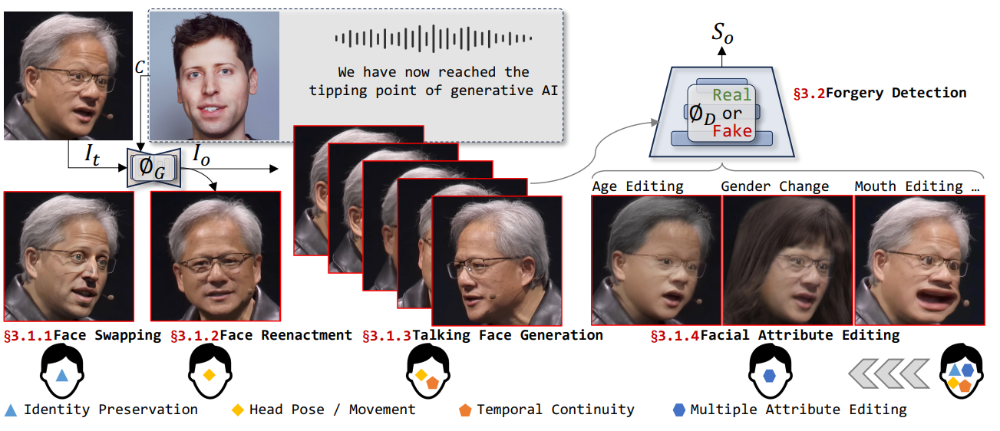 C
We have now reached the
tipping point of generative AI
S_o
Real
Ø_D or
Fake
§3.2Forgery Detection
I_t
Ø_G
I_o
Age Editing
Gender Change
Mouth Editing …
§3.1.1Face Swapping
§3.1.2Face Reenactment
§3.1.3Talking Face Generation
§3.1.4Facial Attribute Editing
Identity Preservation
Head Pose / Movement
Temporal Continuity
Multiple Attribute Editing